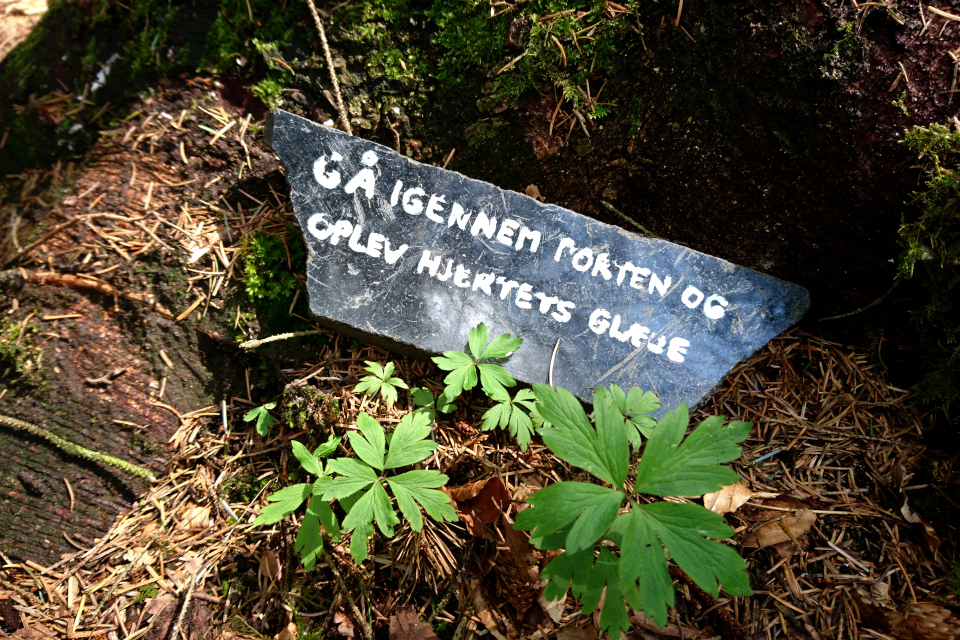 GÅ IGENNEM PORTEN OG
OPLEV HJERTETS GLÆDE